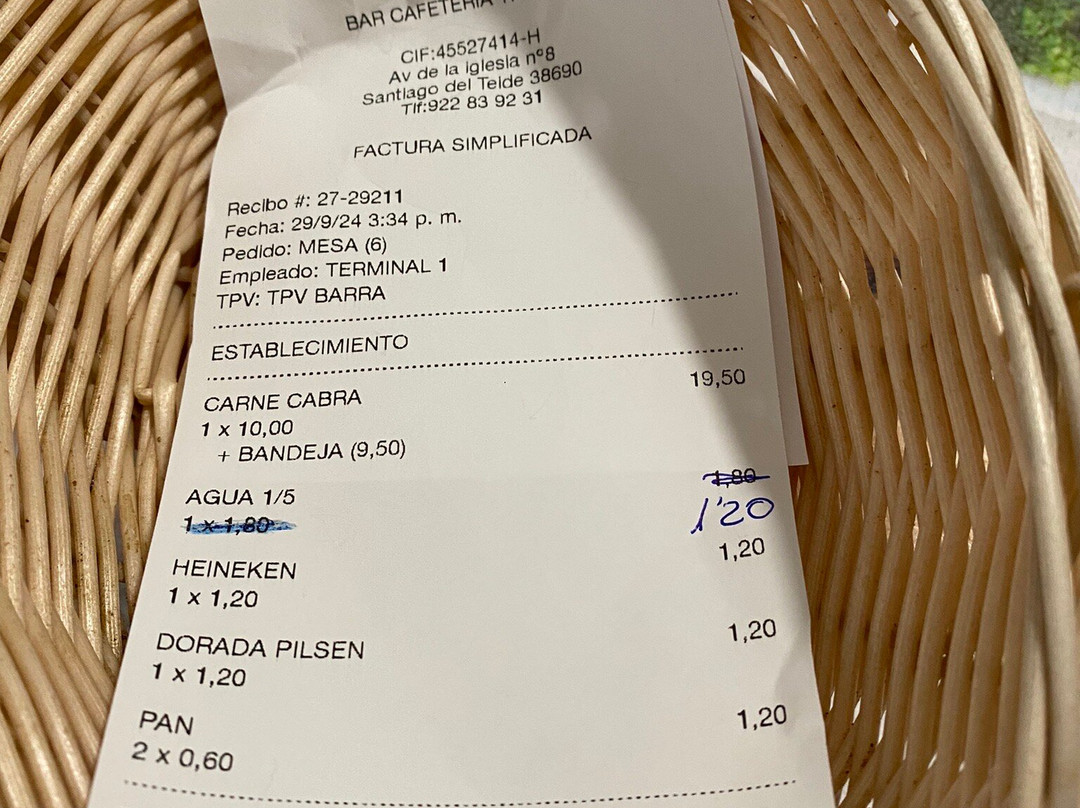 BAR CAFETERIA
CIF:45527414-H
Av de la iglesia nº8
Santiago del Teide 38690
Tlf:922 83 92 31
FACTURA SIMPLIFICADA
Recibo #: 27-29211
Fecha: 29/9/24 3:34 p. m.
Pedido: MESA (6)
Empleado: TERMINAL 1
TPV: TPV BARRA
ESTABLECIMIENTO
CARNE CABRA 19,50
1 x 10,00
+ BANDEJA (9,50)
AGUA 1/5 1,80
1 x 1,80 1'20
HEINEKEN 1,20
1 x 1,20
DORADA PILSEN 1,20
1 x 1,20
PAN 1,20
2 x 0,60